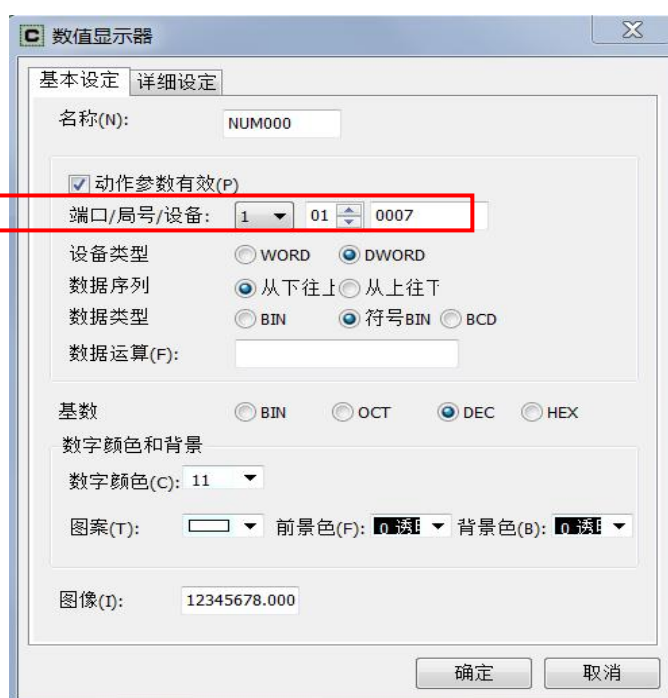 C 数值显示器
基本设定 详细设定
名称(N): NUM000
动作参数有效(P)
端口/局号/设备: 1 01 0007
设备类型 WORD DWORD
数据序列 从下往上 从上往下
数据类型 BIN 符号BIN BCD
数据运算(F):
基数 BIN OCT DEC HEX
数字颜色和背景
数字颜色(C): 11
图案(T): 前景色(F): 0 透 背景色(B): 0 透
图像(I): 12345678.000
确定 取消